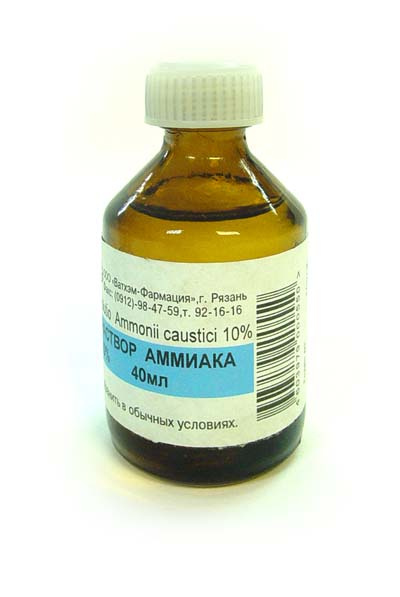 ООО «Ватхэм-Фармация»,г. Рязань
факс (0912)-98-47-59,т. 92-16-16
Ammonii caustici 10%
АММИАКА
40мл
в обычных условиях.